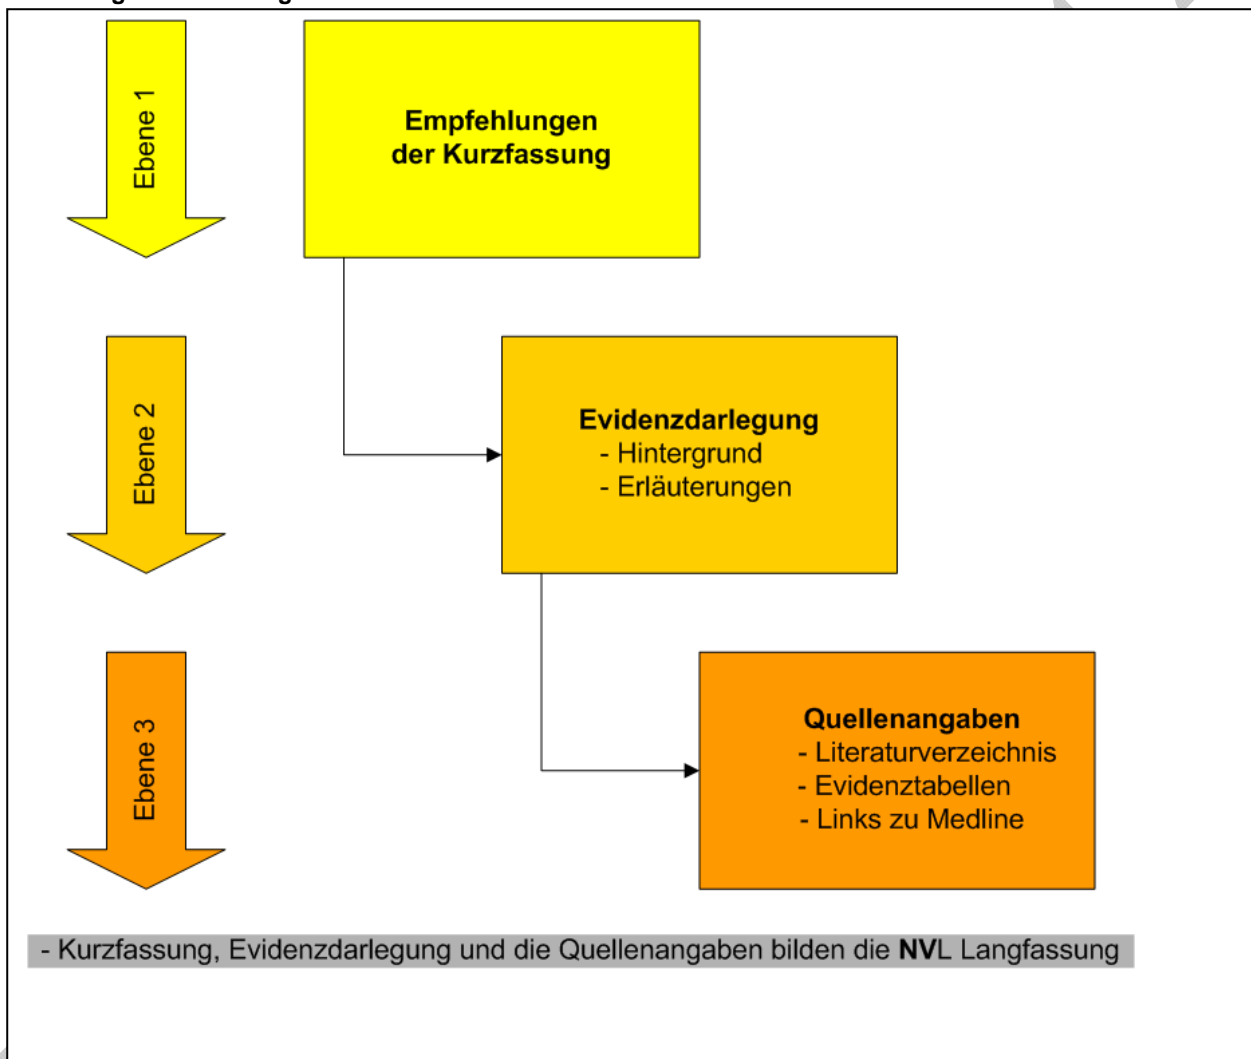 Ebene 1
Empfehlungen
der Kurzfassung
Ebene 2
Evidenzdarlegung
- Hintergrund
- Erläuterungen
Ebene 3
Quellenangaben
- Literaturverzeichnis
- Evidenztabellen
- Links zu Medline
- Kurzfassung, Evidenzdarlegung und die Quellenangaben bilden die NVL Langfassung